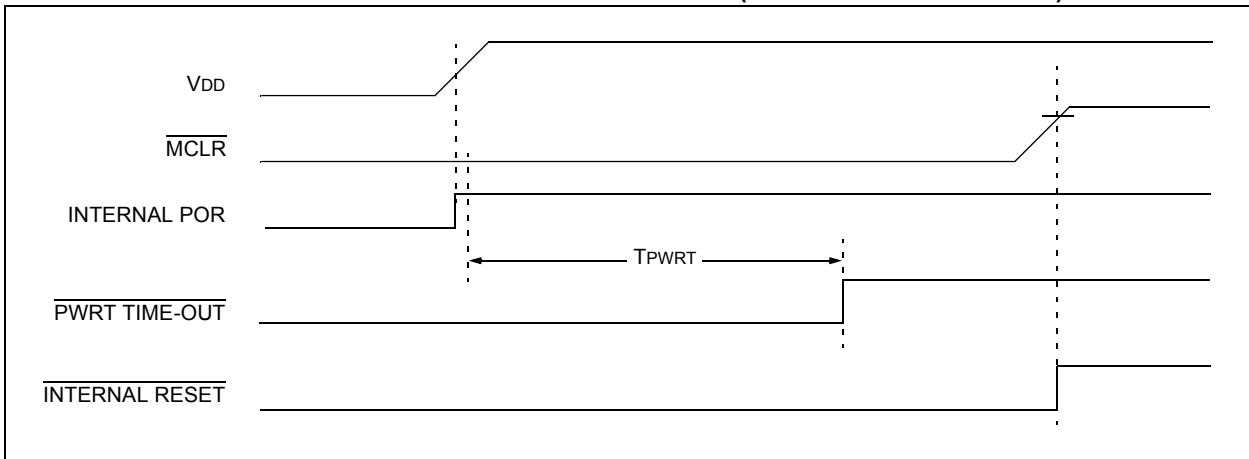 VDD
MCLR
INTERNAL POR
TPWRT
PWRT TIME-OUT
INTERNAL RESET